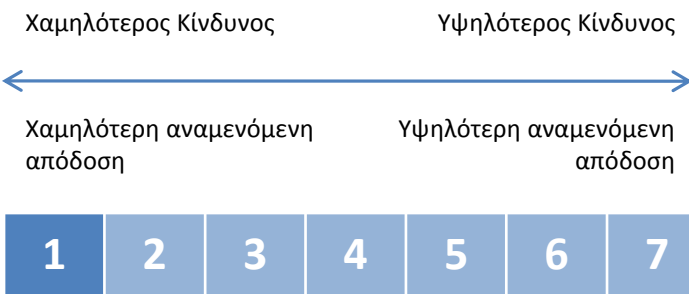 Χαμηλότερος Κίνδυνος Υψηλότερος Κίνδυνος
Χαμηλότερη αναμενόμενη Υψηλότερη αναμενόμενη
απόδοση απόδοση
1 2 3 4 5 6 7